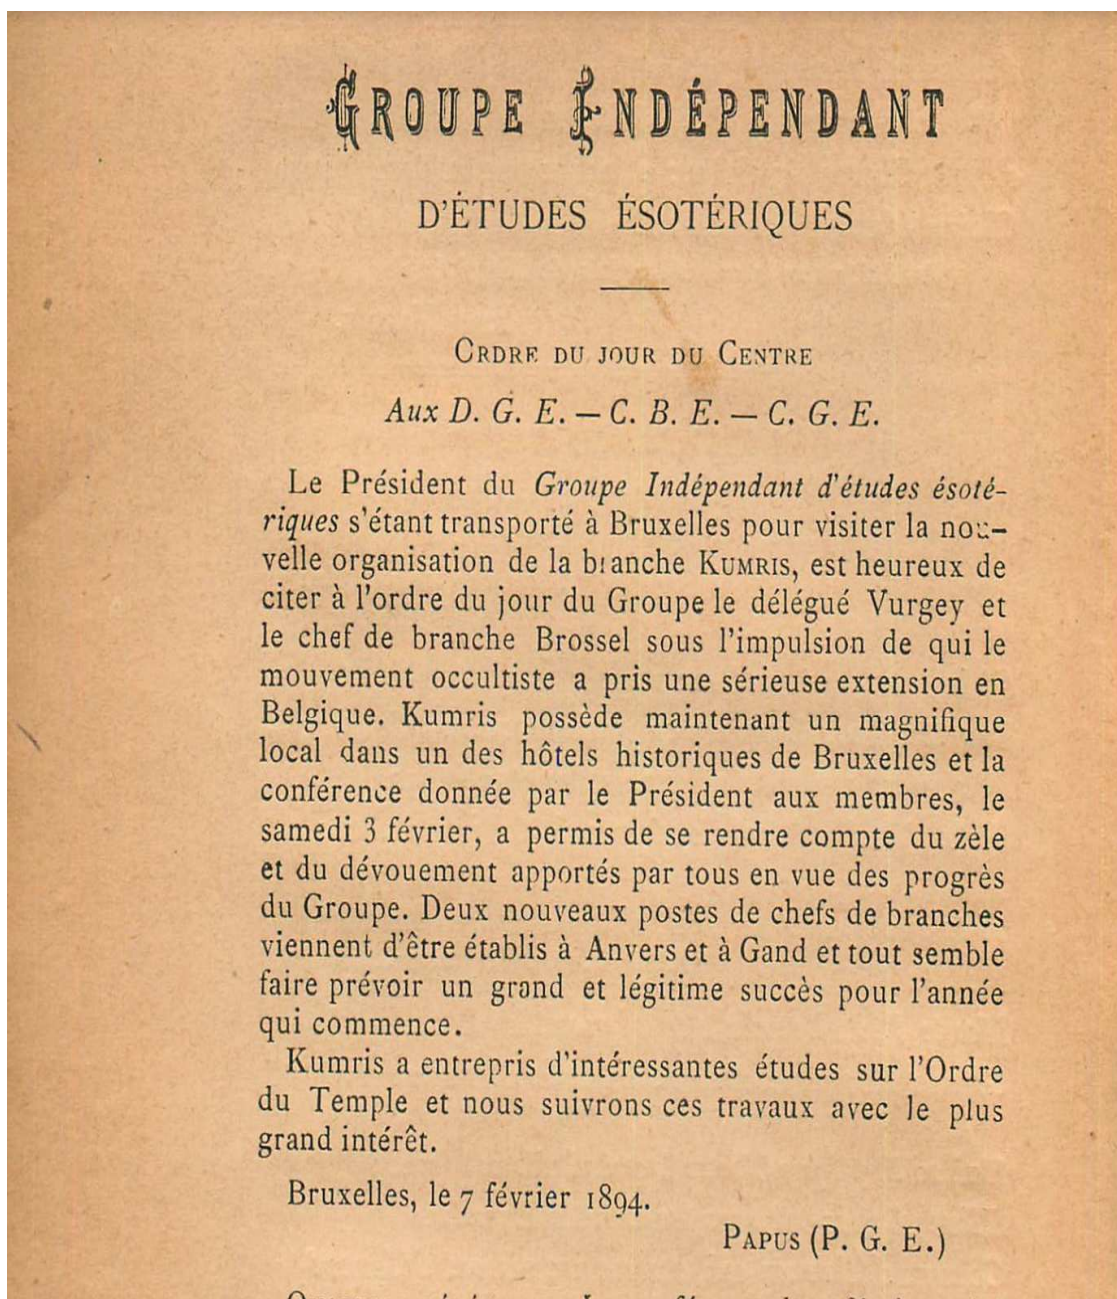 GROUPE INDÉPENDANT
D'ÉTUDES ÉSOTÉRIQUES
CRDRE DU JOUR DU CENTRE
Aux D. G. E. — C. B. E. — C. G. E.
Le Président du Groupe Indépendant d'études ésoté-
riques s'étant transporté à Bruxelles pour visiter la nou-
velle organisation de la branche KUMRIS, est heureux de
citer à l'ordre du jour du Groupe le délégué Vurgey et
le chef de branche Brossel sous l'impulsion de qui le
mouvement occultiste a pris une sérieuse extension en
Belgique. Kumris possède maintenant un magnifique
local dans un des hôtels historiques de Bruxelles et la
conférence donnée par le Président aux membres, le
samedi 3 février, a permis de se rendre compte du zèle
et du dévouement apportés par tous en vue des progrès
du Groupe. Deux nouveaux postes de chefs de branches
viennent d'être établis à Anvers et à Gand et tout semble
faire prévoir un grand et légitime succès pour l'année
qui commence.
Kumris a entrepris d'intéressantes études sur l'Ordre
du Temple et nous suivrons ces travaux avec le plus
grand intérêt.
Bruxelles, le 7 février 1894.
PAPUS (P. G. E.)